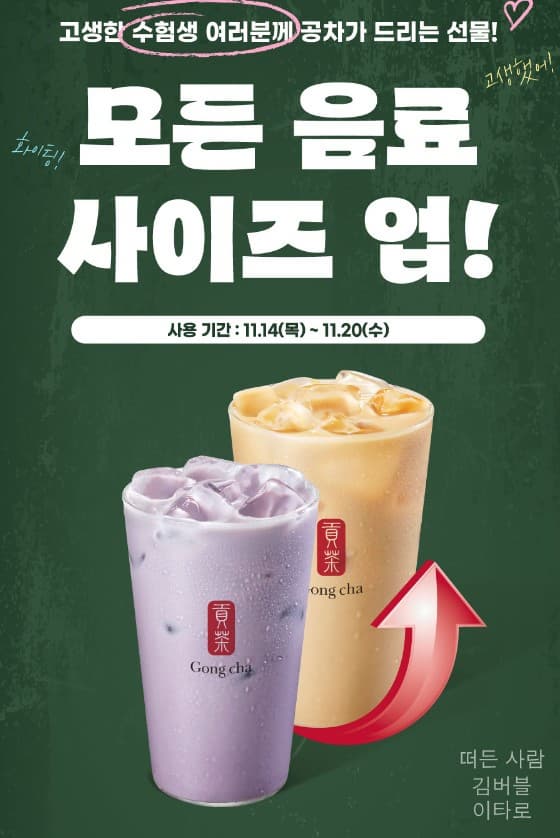 고생한 수험생 여러분께 공차가 드리는 선물!
고생했어!
모든 음료
화이팅!
사이즈 업!
사용 기간 : 11.14(목) ~ 11.20(수)
貢茶
Gong cha
貢茶
Gong cha
떠든 사람
김버블
이타로